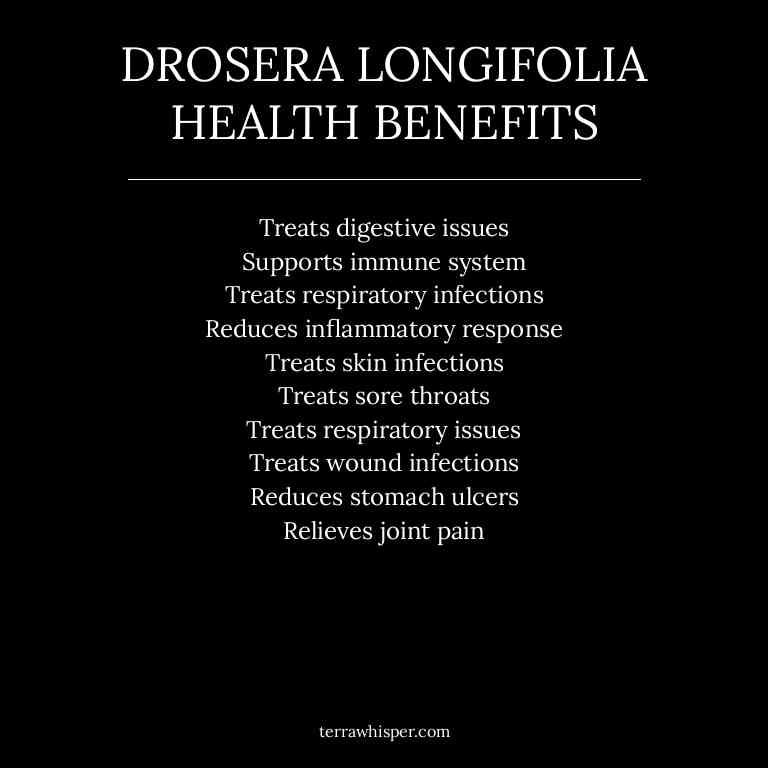 DROSERA LONGIFOLIA
HEALTH BENEFITS
Treats digestive issues
Supports immune system
Treats respiratory infections
Reduces inflammatory response
Treats skin infections
Treats sore throats
Treats respiratory issues
Treats wound infections
Reduces stomach ulcers
Relieves joint pain
terrawhisper.com